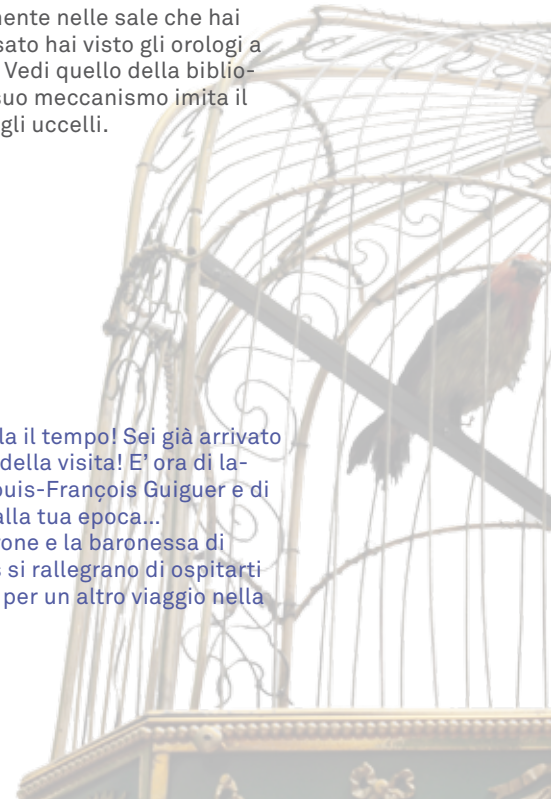 ente nelle sale che hai
sato hai visto gli orologi a
Vedi quello della biblio-
suo meccanismo imita il
gli uccelli.
la il tempo! Sei già arrivato
della visita! E’ ora di la-
ouis-François Guiguer e di
alla tua epoca...
rone e la baronessa di
s si rallegrano di ospitarti
per un altro viaggio nella